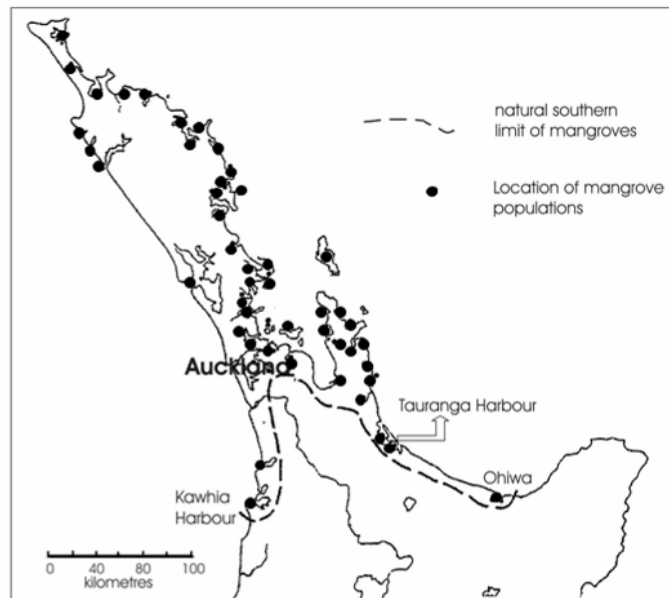 natural southern
limit of mangroves
Location of mangrove
populations
Auckland
Tauranga Harbour
Ohiwa
Kawhia
Harbour
0 40 60 100
kilometres